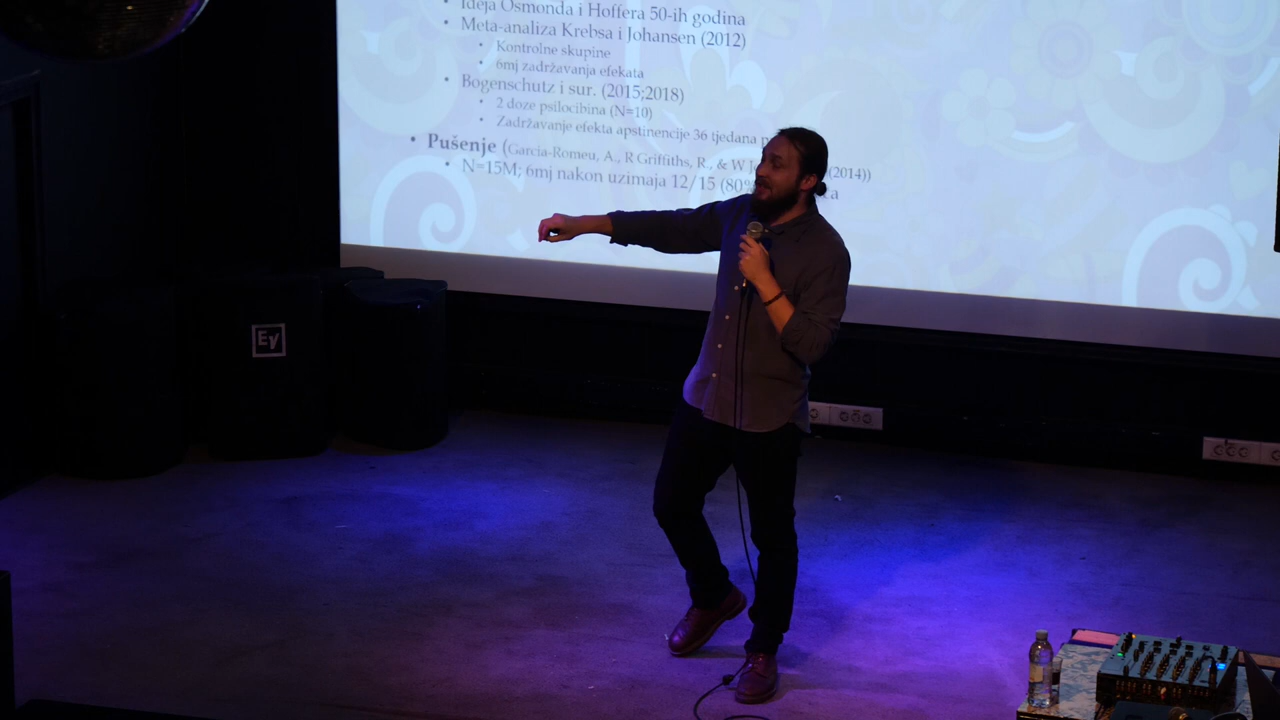 Ideja Osmonda i Hoffera 50-ih godina
Meta-analiza Krebsa i Johansen (2012)
Kontrolne skupine
6mj zadržavanja efekata
Bogenschutz i sur. (2015;2018)
2 doze psilocibina (N=10)
Zadržavanje efekta apstinencije 36 tjedana
Pušenje (Garcia-Romeu, A., R Griffiths, R., & W (2014))
N=15M; 6mj nakon uzimaja 12/15 (80%
EV